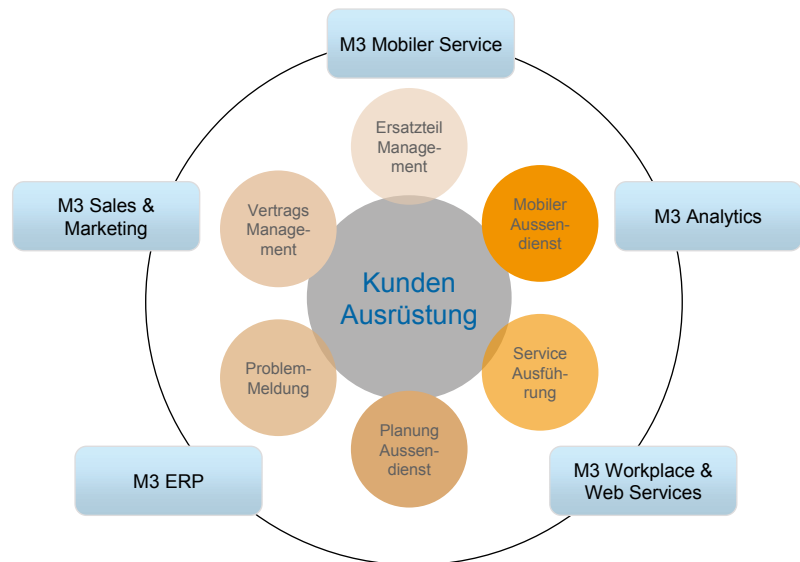 M3 Mobiler Service
Ersatzteil
Manage-
ment
Vertrags
Manage-
ment
Mobiler
Aussen-
dienst
M3 Sales &
Marketing
M3 Analytics
Kunden
Ausrüstung
Problem-
Meldung
Service
Ausfüh-
rung
Planung
Aussen-
dienst
M3 ERP
M3 Workplace &
Web Services